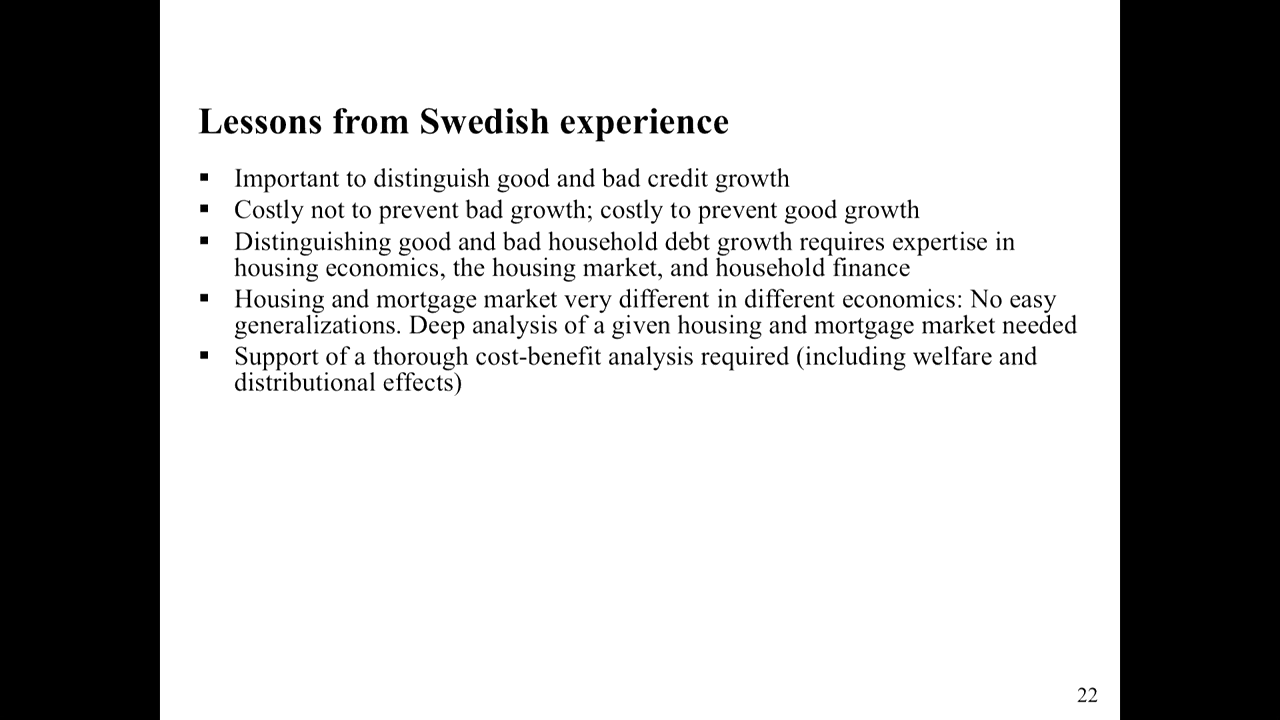 Lessons from Swedish experience
▪ Important to distinguish good and bad credit growth
▪ Costly not to prevent bad growth; costly to prevent good growth
▪ Distinguishing good and bad household debt growth requires expertise in
housing economics, the housing market, and household finance
▪ Housing and mortgage market very different in different economics: No easy
generalizations. Deep analysis of a given housing and mortgage market needed
▪ Support of a thorough cost-benefit analysis required (including welfare and
distributional effects)
22